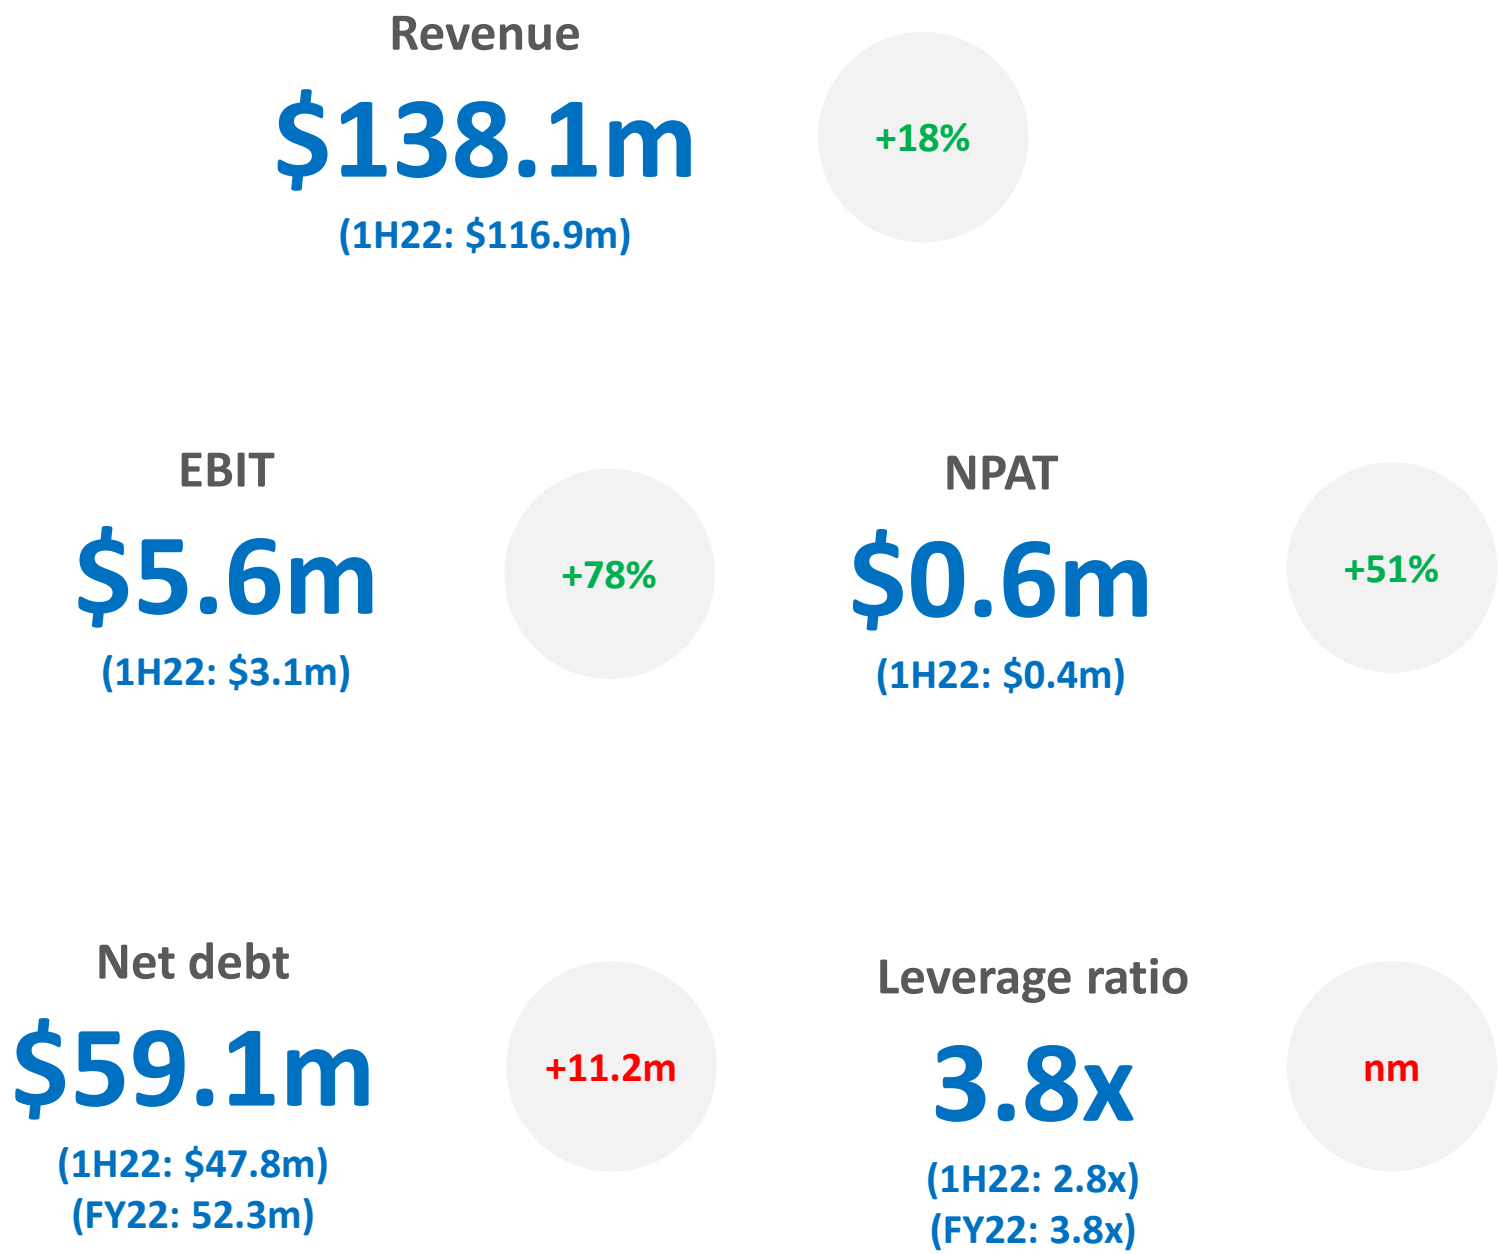 Revenue
$138.1m
(1H22: $116.9m)
+18%
EBIT
$5.6m
(1H22: $3.1m)
+78%
NPAT
$0.6m
(1H22: $0.4m)
+51%
Net debt
$59.1m
(1H22: $47.8m)
(FY22: 52.3m)
+11.2m
Leverage ratio
3.8x
(1H22: 2.8x)
(FY22: 3.8x)
nm